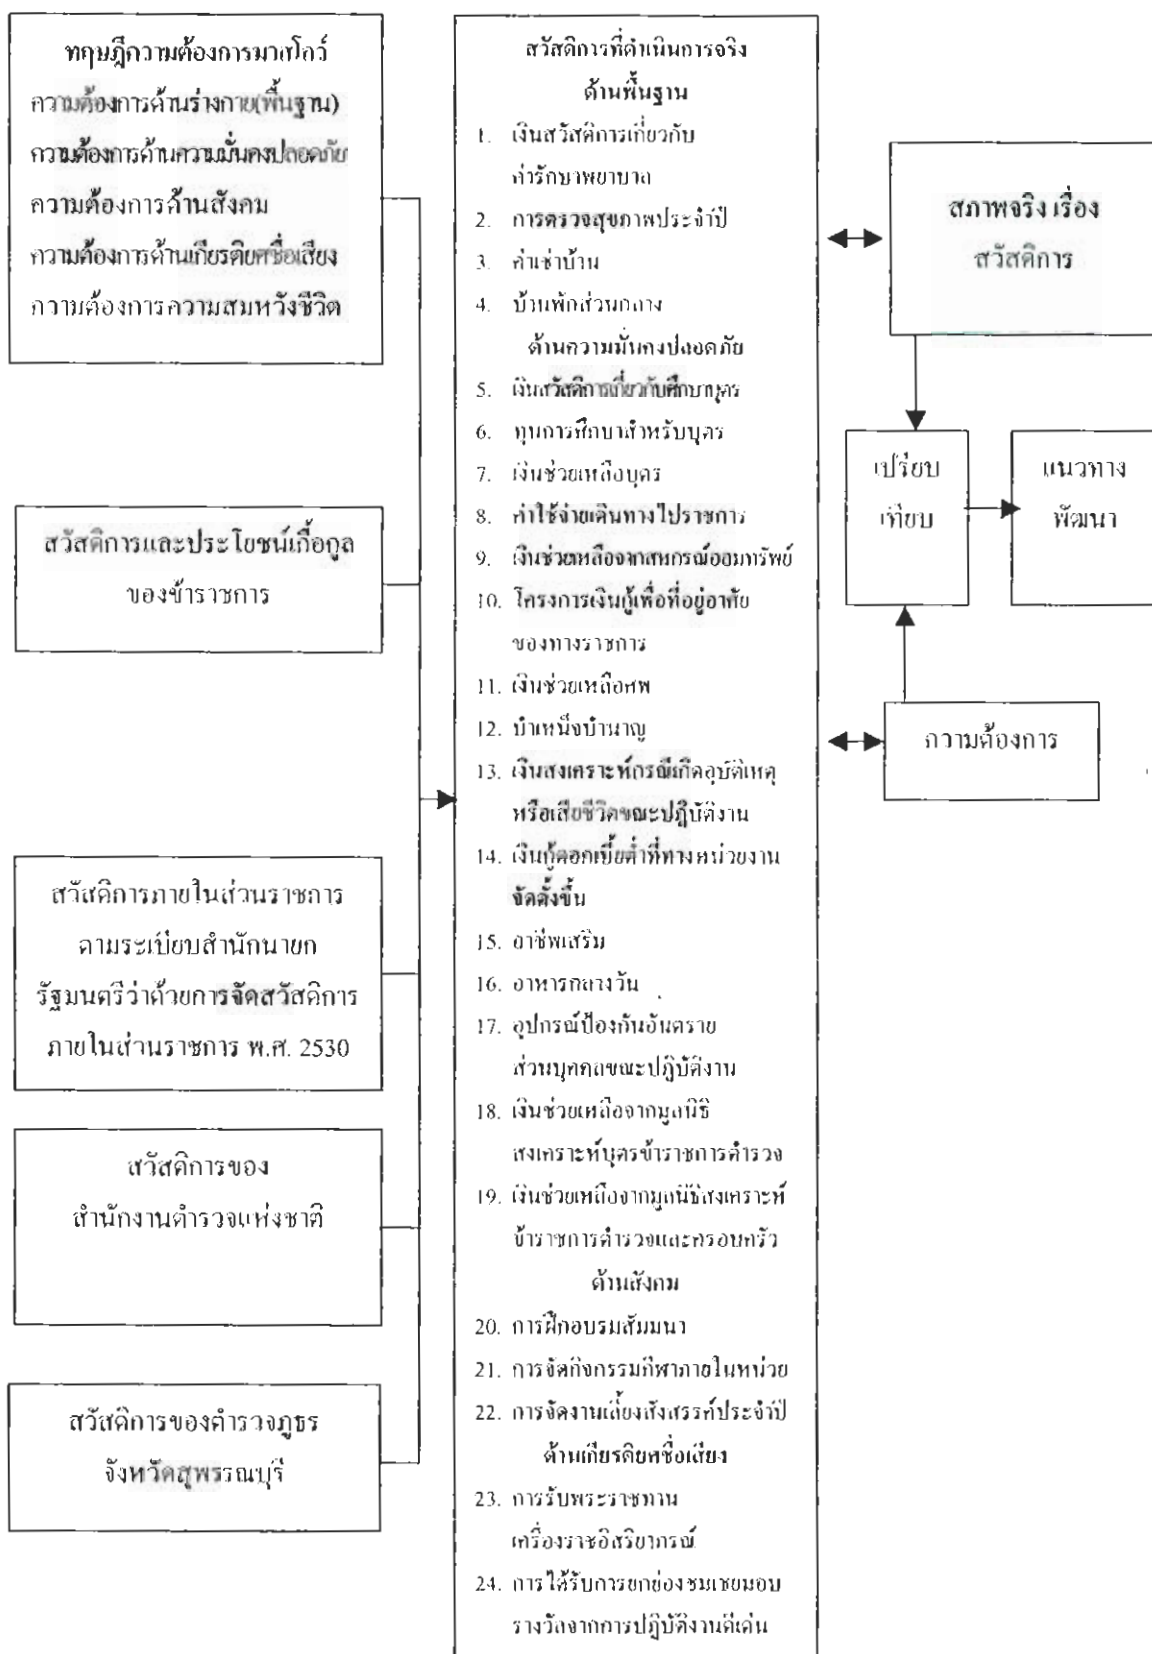 ทฤษฎีความต้องการมาสโลว์
ความต้องการด้านร่างกาย(พื้นฐาน)
ความต้องการด้านความมั่นคงปลอดภัย
ความต้องการด้านสังคม
ความต้องการด้านเกียรติยศชื่อเสียง
ความต้องการความสมหวังชีวิต
สวัสดิการและประโยชน์เกื้อกูล
ของข้าราชการ
สวัสดิการภายในส่วนราชการ
ตามระเบียบสำนักนายก
รัฐมนตรีว่าด้วยการจัดสวัสดิการ
ภายในส่วนราชการ พ.ศ. 2530
สวัสดิการของ
สำนักงานตำรวจแห่งชาติ
สวัสดิการของตำรวจภูธร
จังหวัดสุพรรณบุรี
สวัสดิการที่ดำเนินการจริง
ด้านพื้นฐาน
1. เงินสวัสดิการเกี่ยวกับ
ค่ารักษาพยาบาล
2. การตรวจสุขภาพประจำปี
3. ค่าเช่าบ้าน
4. บ้านพักส่วนกลาง
ด้านความมั่นคงปลอดภัย
5. เงินสวัสดิการเกี่ยวกับศึกษาบุตร
6. ทุนการศึกษาสำหรับบุตร
7. เงินช่วยเหลือบุตร
8. ค่าใช้จ่ายเดินทางไปราชการ
9. เงินช่วยเหลือจากสหกรณ์ออมทรัพย์
10. โครงการเงินกู้เพื่อที่อยู่อาศัย
ของทางราชการ
11. เงินช่วยเหลือศพ
12. บำเหน็จบำนาญ
13. เงินสงเคราะห์กรณีเกิดอุบัติเหตุ
หรือเสียชีวิตขณะปฏิบัติงาน
14. เงินกู้ดอกเบี้ยต่ำที่ทางหน่วยงาน
จัดตั้งขึ้น
15. อาชีพเสริม
16. อาหารกลางวัน
17. อุปกรณ์ป้องกันอันตราย
ส่วนบุคคลขณะปฏิบัติงาน
18. เงินช่วยเหลือจากมูลนิธิ
สงเคราะห์บุตรข้าราชการตำรวจ
19. เงินช่วยเหลือจากมูลนิธิสงเคราะห์
ข้าราชการตำรวจและครอบครัว
ด้านสังคม
20. การฝึกอบรมสัมมนา
21. การจัดกิจกรรมกีฬาภายในหน่วย
22. การจัดงานเลี้ยงสังสรรค์ประจำปี
ด้านเกียรติยศชื่อเสียง
23. การรับพระราชทาน
เครื่องราชอิสริยาภรณ์
24. การได้รับการยกย่องชมเชยมอบ
รางวัลจากการปฏิบัติงานดีเด่น
สภาพจริง เรื่อง
สวัสดิการ
เปรียบ
เทียบ
แนวทาง
พัฒนา
ความต้องการ